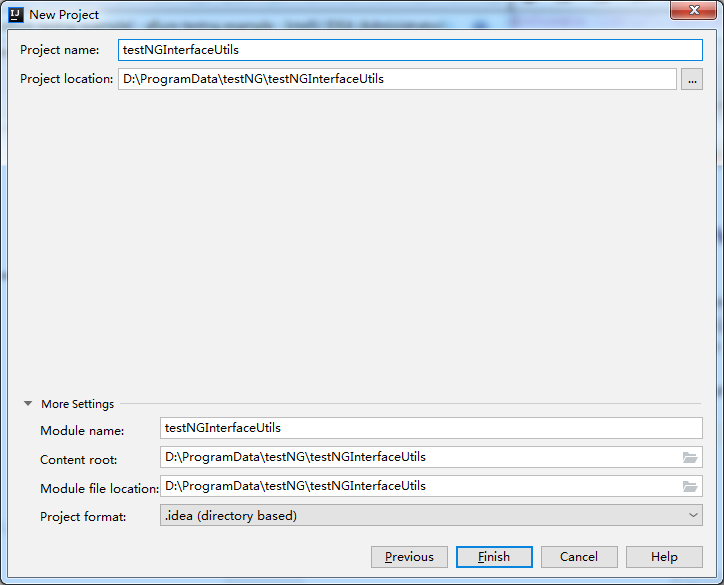 IJ New Project
Project name: testNGInterfaceUtils
Project location: D:\ProgramData\testNG\testNGInterfaceUtils ...
More Settings
Module name: testNGInterfaceUtils
Content root: D:\ProgramData\testNG\testNGInterfaceUtils
Module file location: D:\ProgramData\testNG\testNGInterfaceUtils
Project format: .idea (directory based)
Previous Finish Cancel Help